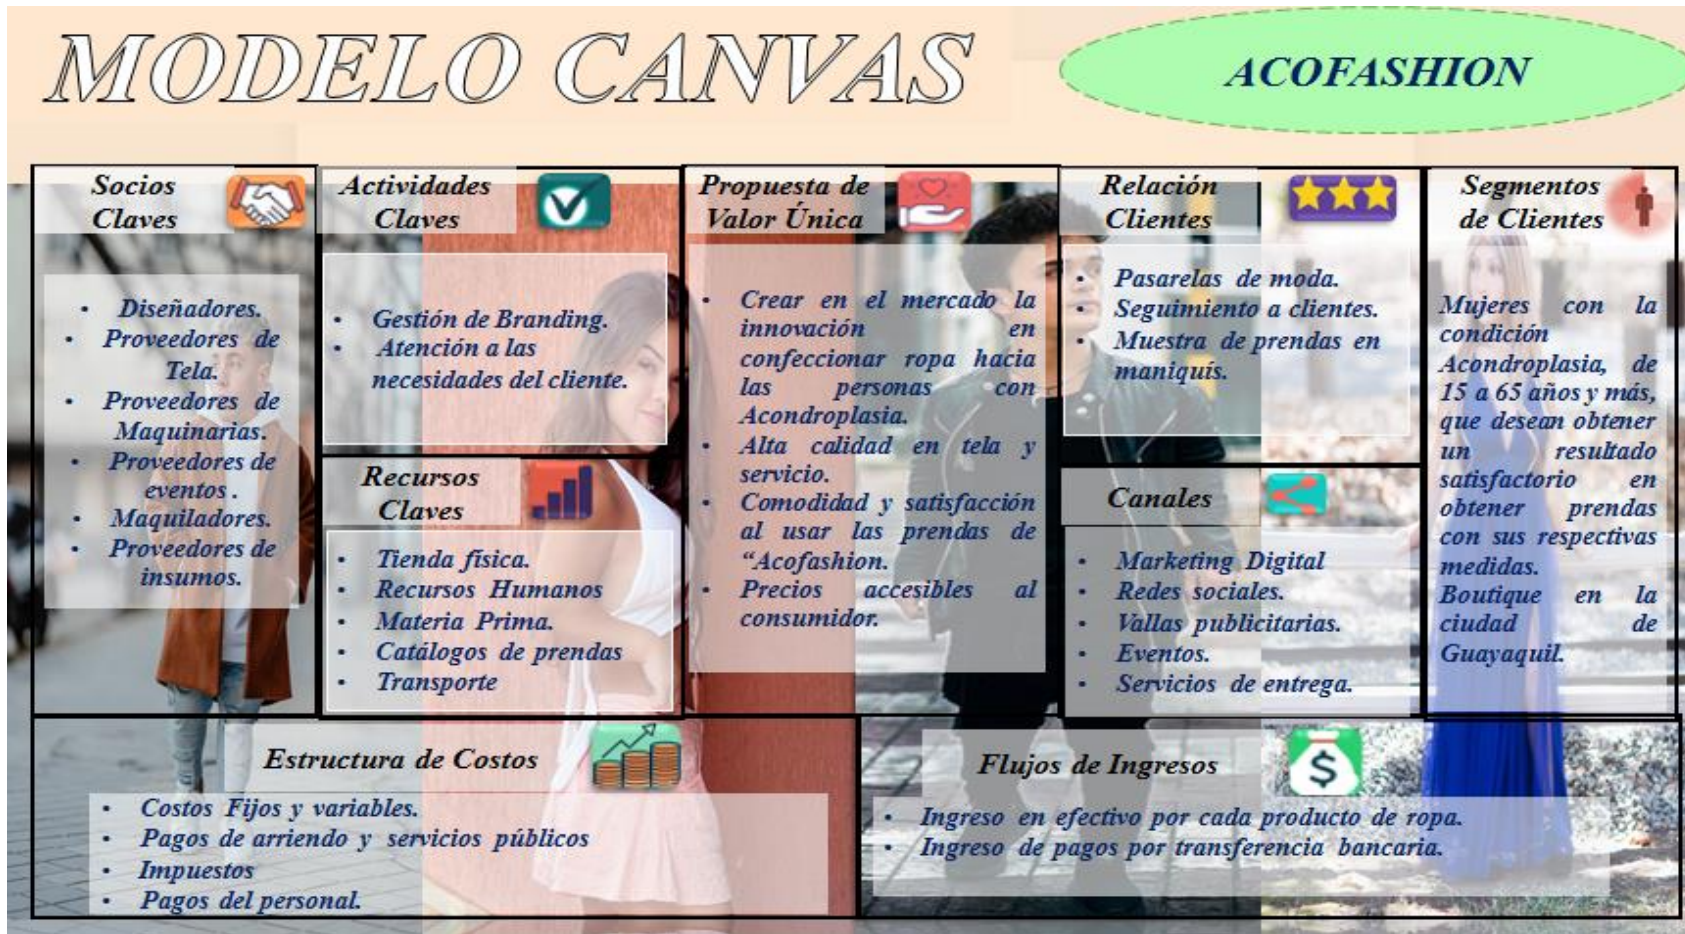 MODELO CANVAS
ACOFASHION
Socios
Claves
• Diseñadores.
• Proveedores de
Tela.
• Proveedores de
Maquinarias.
• Proveedores de
eventos .
• Maquiladores.
• Proveedores de
insumos.
Actividades
Claves
• Gestión de Branding.
• Atención a las
necesidades del cliente.
Recursos
Claves
• Tienda física.
• Recursos Humanos
• Materia Prima.
• Catálogos de prendas
• Transporte
Propuesta de
Valor Única
• Crear en el mercado la
innovación en
confeccionar ropa hacia
las personas con
Acondroplasia.
• Alta calidad en tela y
servicio.
• Comodidad y satisfacción
al usar las prendas de
“Acofashion.
• Precios accesibles al
consumidor.
Relación
Clientes
• Pasarelas de moda.
• Seguimiento a clientes.
• Muestra de prendas en
maniquís.
Canales
• Marketing Digital
• Redes sociales.
• Vallas publicitarias.
• Eventos.
• Servicios de entrega.
Segmentos
de Clientes
Mujeres con la
condición
Acondroplasia, de
15 a 65 años y más,
que desean obtener
un resultado
satisfactorio en
obtener prendas
con sus respectivas
medidas.
Boutique en la
ciudad de
Guayaquil.
Estructura de Costos
• Costos Fijos y variables.
• Pagos de arriendo y servicios públicos
• Impuestos
• Pagos del personal.
Flujos de Ingresos
• Ingreso en efectivo por cada producto de ropa.
• Ingreso de pagos por transferencia bancaria.